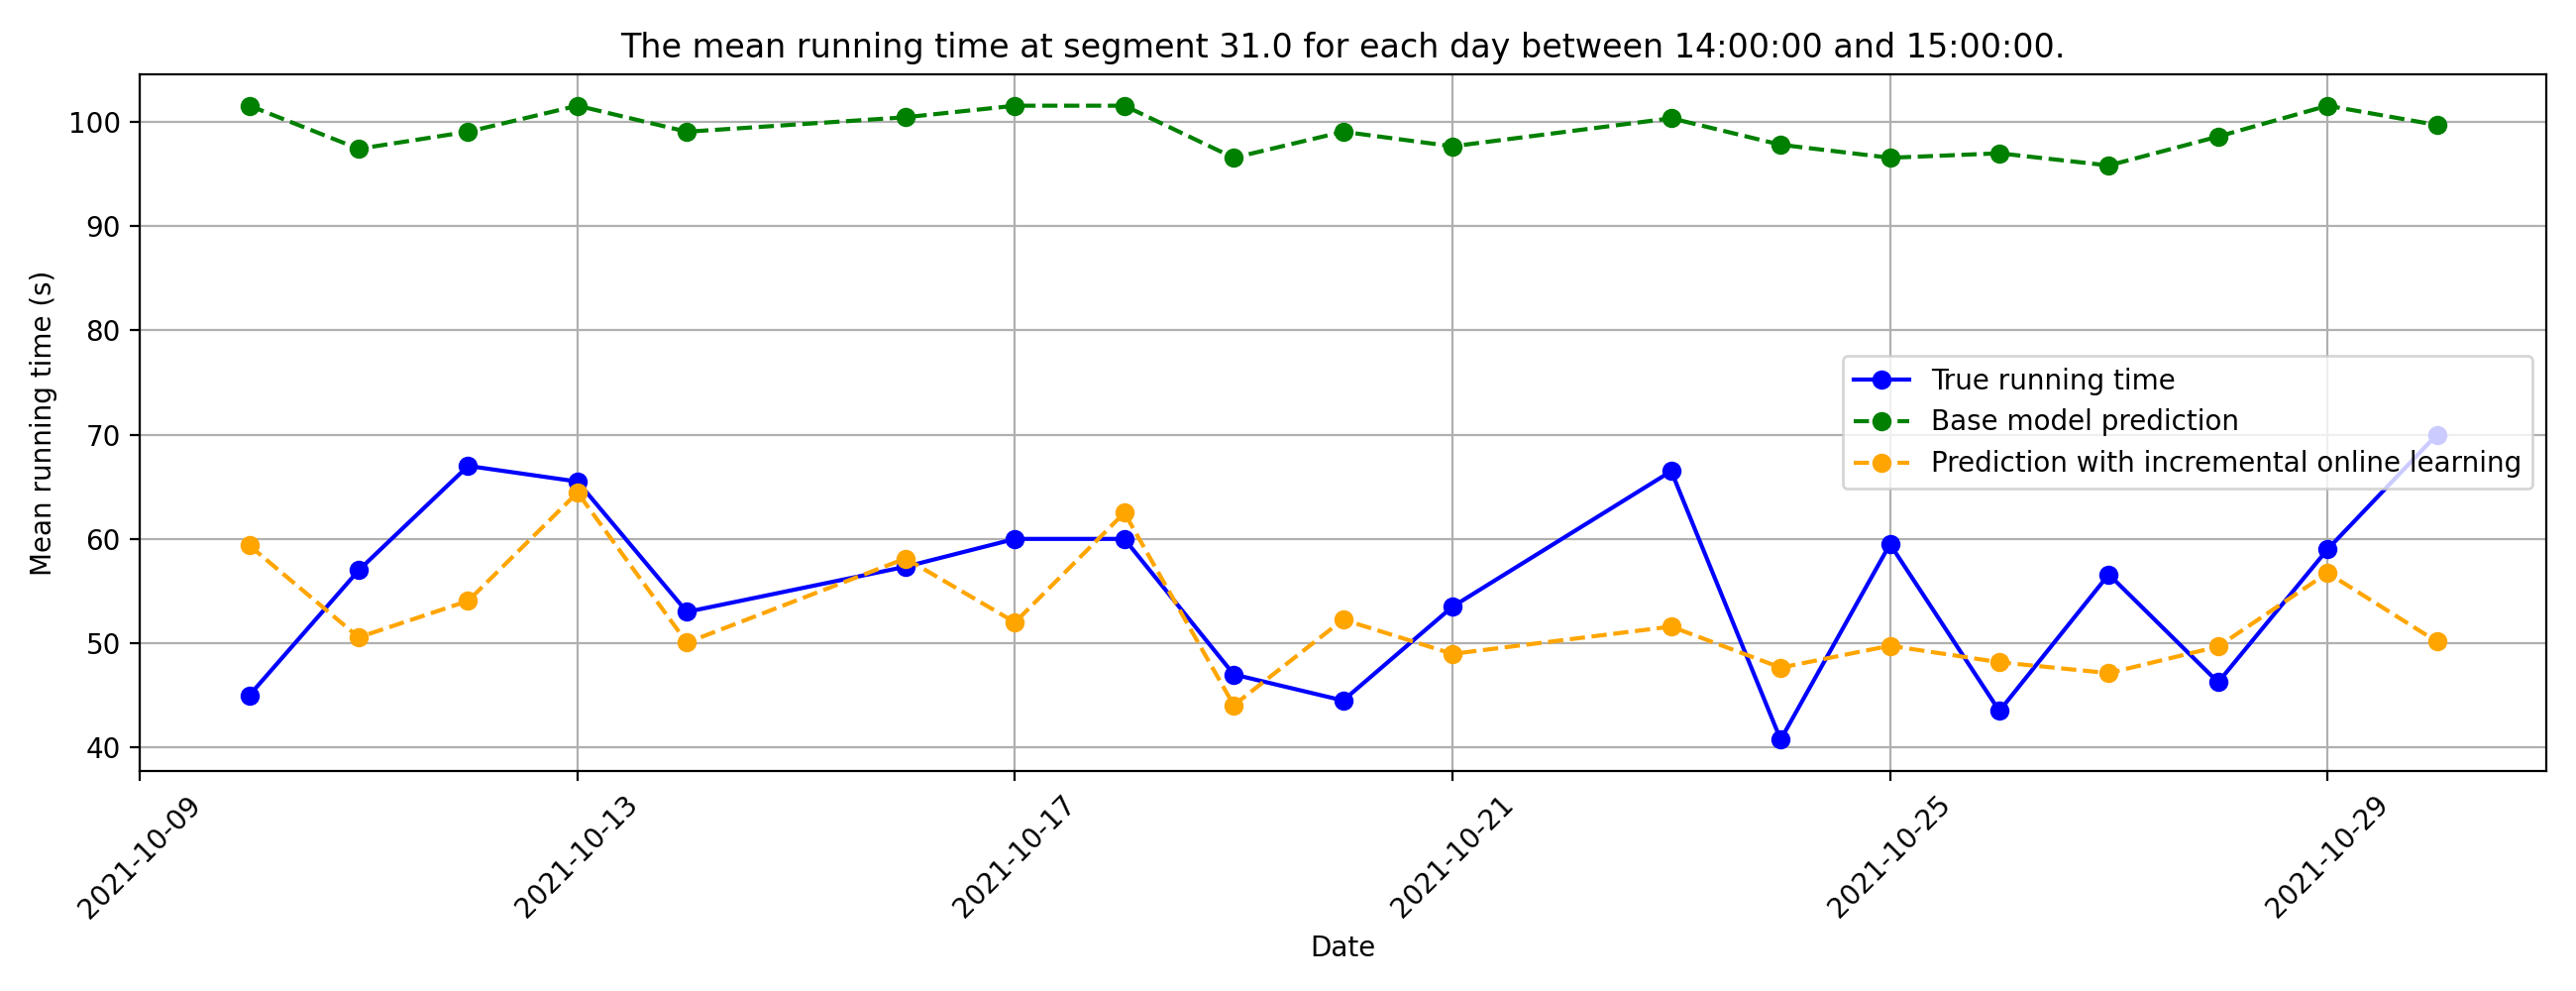 The mean running time at segment 31.0 for each day between 14:00:00 and 15:00:00.
Mean running time (s)
100
90
80
70
60
50
40
True running time
Base model prediction
Prediction with incremental online learning
2021-10-09
2021-10-13
2021-10-17
2021-10-21
2021-10-25
2021-10-29
Date